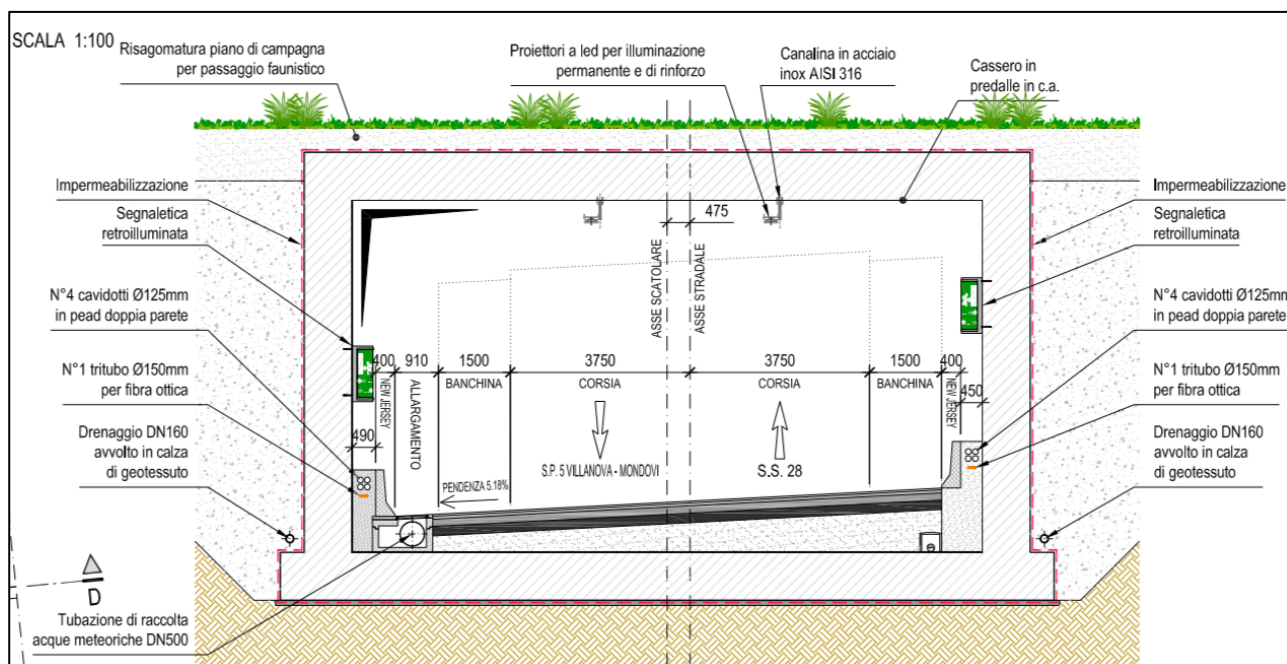 SCALA 1:100
Risagomatura piano di campagna
per passaggio faunistico
Proiettori a led per illuminazione
permanente e di rinforzo
Canalina in acciaio
inox AISI 316
Cassero in
predalle in c.a.
Impermeabilizzazione
Segnaletica
retroilluminata
N°4 cavidotti Ø125mm
in pead doppia parete
N°1 tritubo Ø150mm
per fibra ottica
Drenaggio DN160
avvolto in calza
di geotessuto
Tubazione di raccolta
acque meteoriche DN500
D
475
ASSE SCATOLARE
ASSE STRADALE
400 910 1500 3750 3750 1500 400
NEW JERSEY
ALLARGAMENTO
BANCHINA
CORSIA
CORSIA
BANCHINA
NEW JERSEY
490
450
S.P. 5 VILLANOVA - MONDOVI
S.S. 28
PENDENZA 5.18%
Impermeabilizzazione
Segnaletica
retroilluminata
N°4 cavidotti Ø125mm
in pead doppia parete
N°1 tritubo Ø150mm
per fibra ottica
Drenaggio DN160
avvolto in calza
di geotessuto